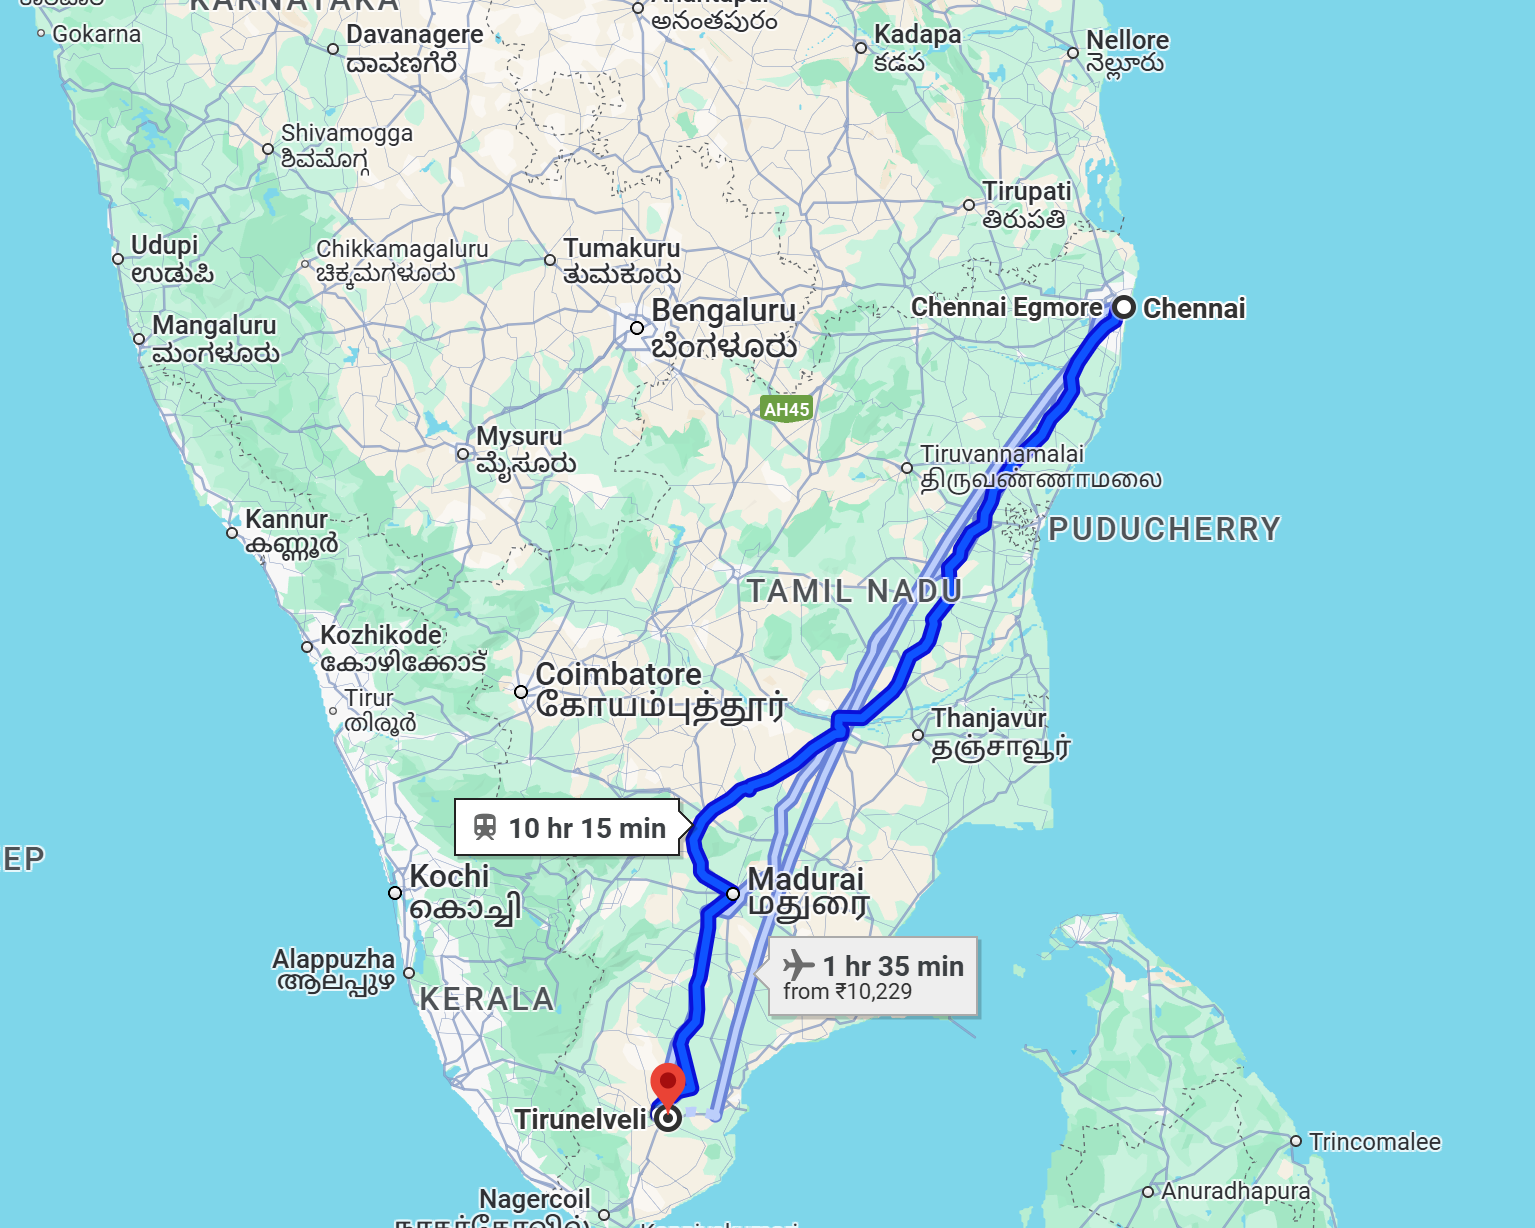 KARNATAKA
Gokarna
Davanagere
ದಾವಣಗೆರೆ
అనంతపురం
Kadapa
కడప
Nellore
నెల్లూరు
Shivamogga
ಶಿವಮೊಗ್ಗ
Tirupati
తిరుపతి
Udupi
ಉಡುಪಿ
Chikkamagaluru
ಚಿಕ್ಕಮಗಳೂರು
Tumakuru
ತುಮಕೂರು
Bengaluru
ಬೆಂಗಳೂರು
Chennai Egmore
Chennai
Mangaluru
ಮಂಗಳೂರು
AH45
Mysuru
ಮೈಸೂರು
Tiruvannamalai
திருவண்ணாமலை
Kannur
കണ്ണൂർ
PUDUCHERRY
TAMIL NADU
Kozhikode
കോഴിക്കോട്
Tirur
തിരൂർ
Coimbatore
கோயம்புத்தூர்
Thanjavur
தஞ்சாவூர்
10 hr 15 min
EP
Kochi
കൊച്ചി
Madurai
மதுரை
Alappuzha
ആലപ്പുഴ
KERALA
1 hr 35 min
from ₹10,229
Tirunelveli
Trincomalee
Anuradhapura
Nagercoil